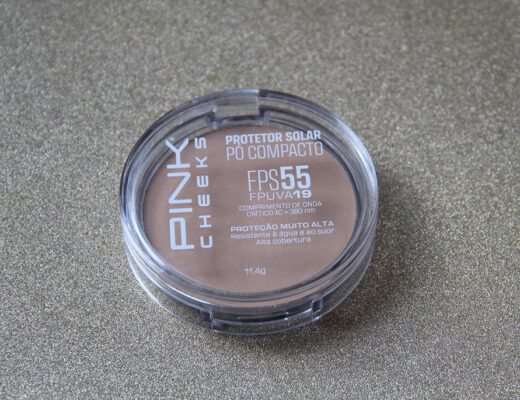 PINK
CHEEKS
PROTETOR SOLAR
PÓ COMPACTO
FPS55
FPUVA19
COMPRIMENTO DE ONDA
CRÍTICO λC = 380 nm
PROTEÇÃO MUITO ALTA
Resistente à água e ao suor
Alta cobertura
11,4g